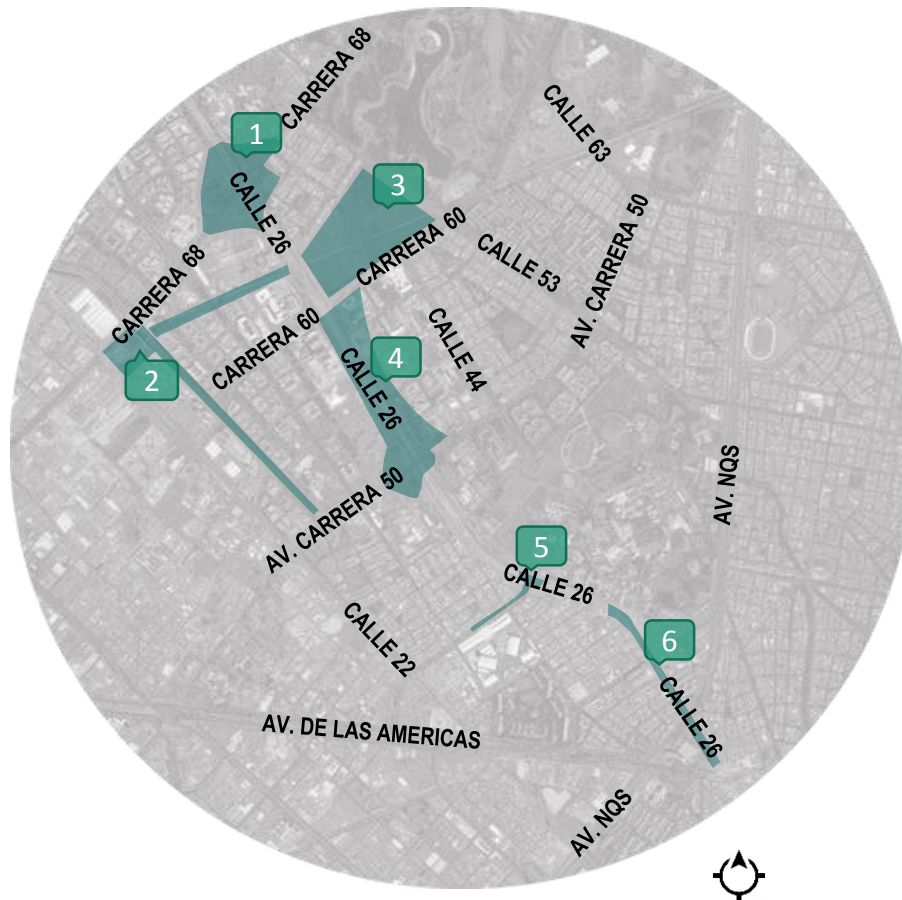 CARRERA 68
1
CALLE 63
CALLE 26
3
CARRERA 60
AV. CARRERA 50
CALLE 53
CARRERA 68
CARRERA 60
CALLE 44
2
CALLE 26
4
AV. NQS
AV. CARRERA 50
5
CALLE 26
CALLE 22
6
CALLE 26
AV. DE LAS AMERICAS
AV. NQS